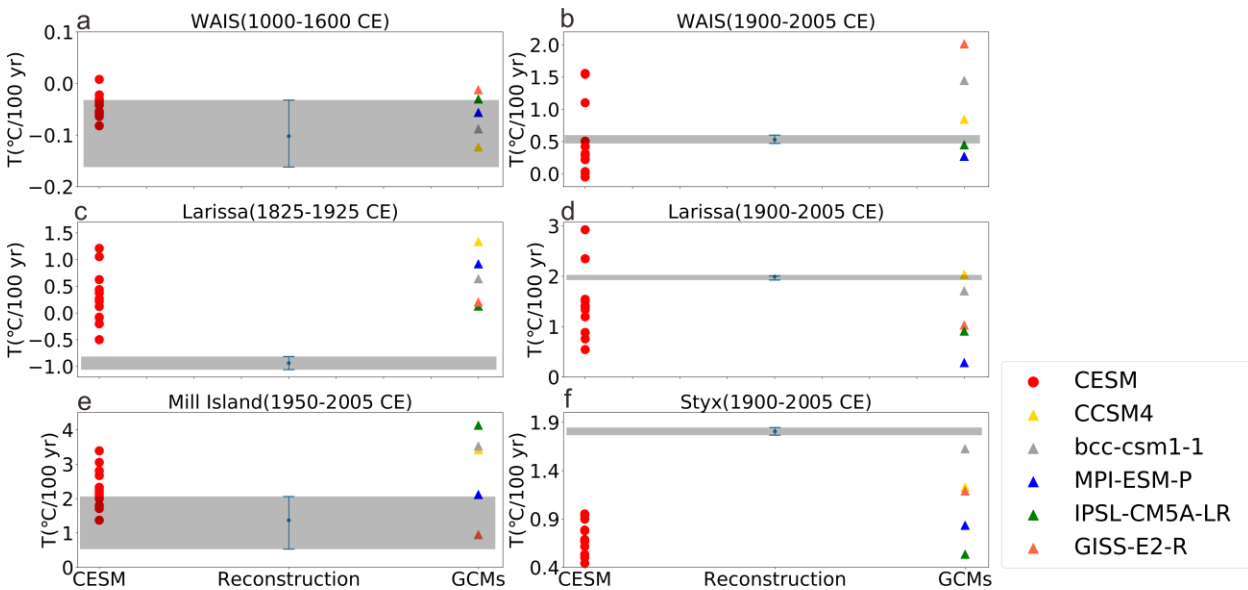 a WAIS(1000-1600 CE)
T(℃/100 yr)
0.1
0.0
−0.1
−0.2
b WAIS(1900-2005 CE)
T(℃/100 yr)
2.0
1.5
1.0
0.5
0.0
c Larissa(1825-1925 CE)
T(℃/100 yr)
1.5
1.0
0.5
0.0
−0.5
−1.0
d Larissa(1900-2005 CE)
T(℃/100 yr)
3
2
1
0
e Mill Island(1950-2005 CE)
T(℃/100 yr)
4
3
2
1
0
CESM Reconstruction GCMs
f Styx(1900-2005 CE)
T(℃/100 yr)
1.9
1.4
0.9
0.4
CESM Reconstruction GCMs
CESM
CCSM4
bcc-csm1-1
MPI-ESM-P
IPSL-CM5A-LR
GISS-E2-R